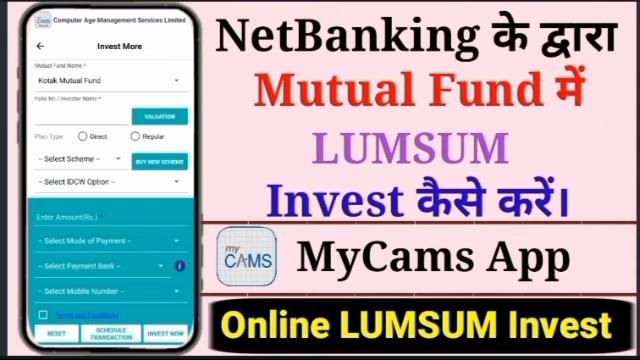 Computer Age Management Services Limited
Invest More
Mutual Fund Name *
Kotak Mutual Fund
Folio No. / Investor Name *
VALUATION
Plan Type Direct Regular
-- Select Scheme -- BUY NEW SCHEME
-- Select IDCW Option --
Enter Amount(Rs.) *
-- Select Mode of Payment --
-- Select Payment Bank --
-- Select Mobile Number --
Terms and Conditions
RESET SCHEDULE TRANSACTION INVEST NOW
NetBanking के द्वारा
Mutual Fund में
LUMSUM
Invest कैसे करें।
my CAMS MyCams App
Online LUMSUM Invest